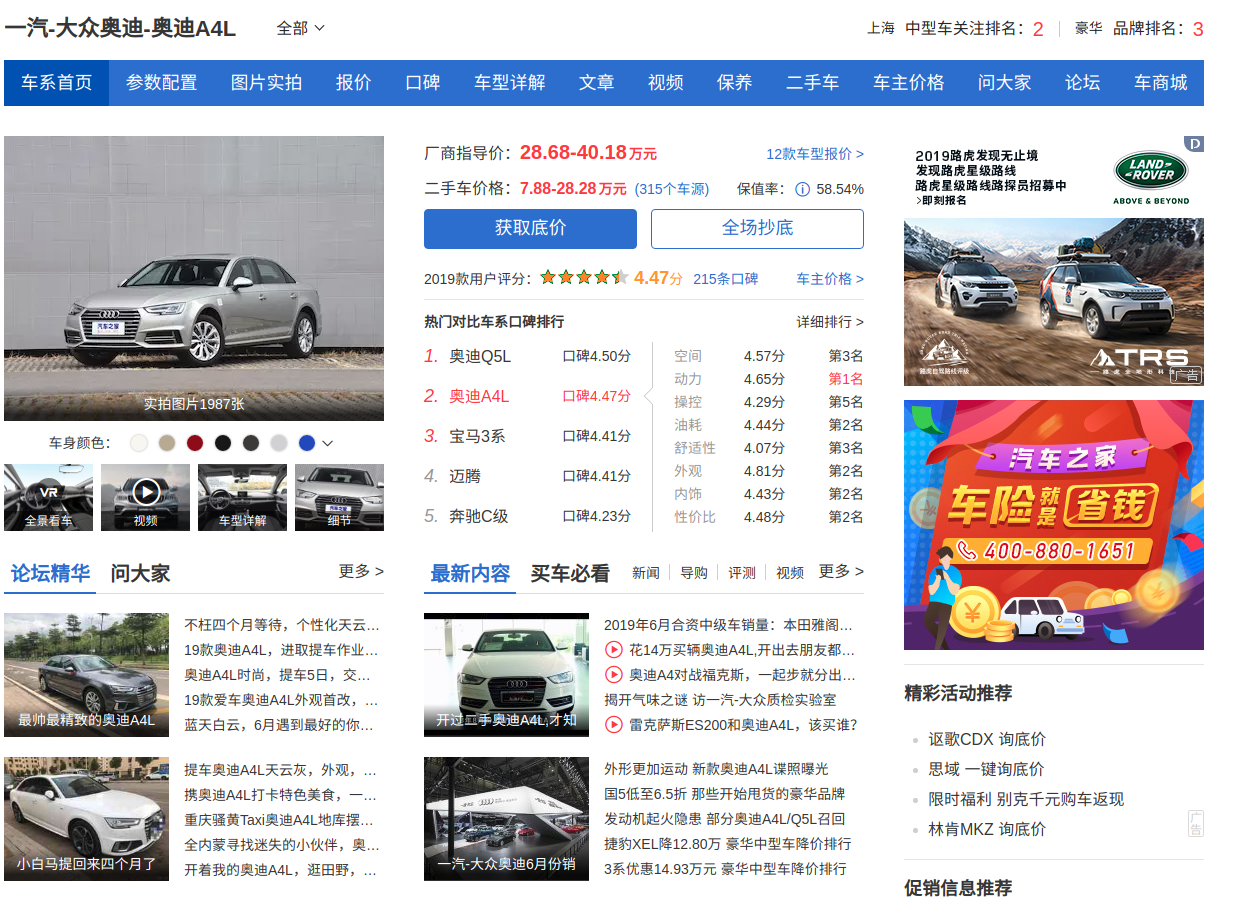 一汽-大众奥迪-奥迪A4L 全部 上海 中型车关注排名：2 豪华 品牌排名：3
车系首页 参数配置 图片实拍 报价 口碑 车型详解 文章 视频 保养 二手车 车主价格 问大家 论坛 车商城
汽车之家
实拍图片1987张
车身颜色：
VR
全景看车 视频 车型详解 细节
厂商指导价：28.68-40.18万元 12款车型报价 >
二手车价格：7.88-28.28万元 (315个车源) 保值率： 58.54%
获取底价 全场抄底
2019款用户评分： 4.47分 215条口碑 车主价格 >
热门对比车系口碑排行 详细排行 >
1. 奥迪Q5L 口碑4.50分
2. 奥迪A4L 口碑4.47分
3. 宝马3系 口碑4.41分
4. 迈腾 口碑4.41分
5. 奔驰C级 口碑4.23分
空间 4.57分 第3名
动力 4.65分 第1名
操控 4.29分 第5名
油耗 4.44分 第2名
舒适性 4.07分 第3名
外观 4.81分 第2名
内饰 4.43分 第2名
性价比 4.48分 第2名
论坛精华 问大家 更多 >
最帅最精致的奥迪A4L
不枉四个月等待，个性化天云…
19款奥迪A4L，进取提车作业…
奥迪A4L时尚，提车5日，交…
19款爱车奥迪A4L外观首改，…
蓝天白云，6月遇到最好的你…
小白马提回来四个月了
提车奥迪A4L天云灰，外观，…
携奥迪A4L打卡特色美食，一…
重庆骚黄Taxi奥迪A4L地库摆…
全内蒙寻找迷失的小伙伴，奥…
开着我的奥迪A4L，逛田野，…
最新内容 买车必看 新闻 导购 评测 视频 更多 >
开过二手奥迪A4L,才知
2019年6月合资中级车销量：本田雅阁…
花14万买辆奥迪A4L,开出去朋友都…
奥迪A4对战福克斯，一起步就分出…
揭开气味之谜 访一汽-大众质检实验室
雷克萨斯ES200和奥迪A4L，该买谁？
一汽-大众奥迪6月份销
外形更加运动 新款奥迪A4L谍照曝光
国5低至6.5折 那些开始甩货的豪华品牌
发动机起火隐患 部分奥迪A4L/Q5L召回
捷豹XEL降12.80万 豪华中型车降价排行
3系优惠14.93万元 豪华中型车降价排行
D
2019路虎发现无止境
发现路虎星级路线
路虎星级路线路探员招募中
>即刻报名
LAND-
ROVER
ABOVE & BEYOND
路虎自驾路线评级
ATRS
广告
汽车之家
车险就是省钱
400-880-1651
精彩活动推荐
讴歌CDX 询底价
思域 一键询底价
限时福利 别克千元购车返现
林肯MKZ 询底价
广告
促销信息推荐